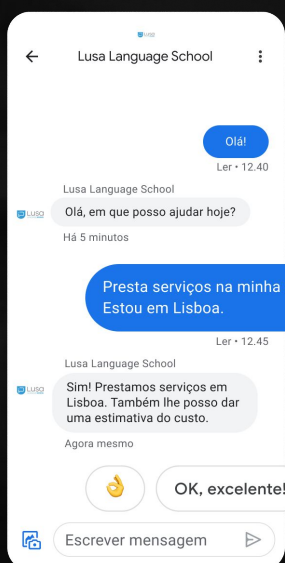 Lusa Language School
Olá!
Ler • 12.40
Lusa Language School
LUSA
Olá, em que posso ajudar hoje?
Há 5 minutos
Presta serviços na minha
Estou em Lisboa.
Ler • 12.45
Lusa Language School
LUSA
Sim! Prestamos serviços em
Lisboa. Também lhe posso dar
uma estimativa do custo.
Agora mesmo
👌
OK, excelente!
Escrever mensagem